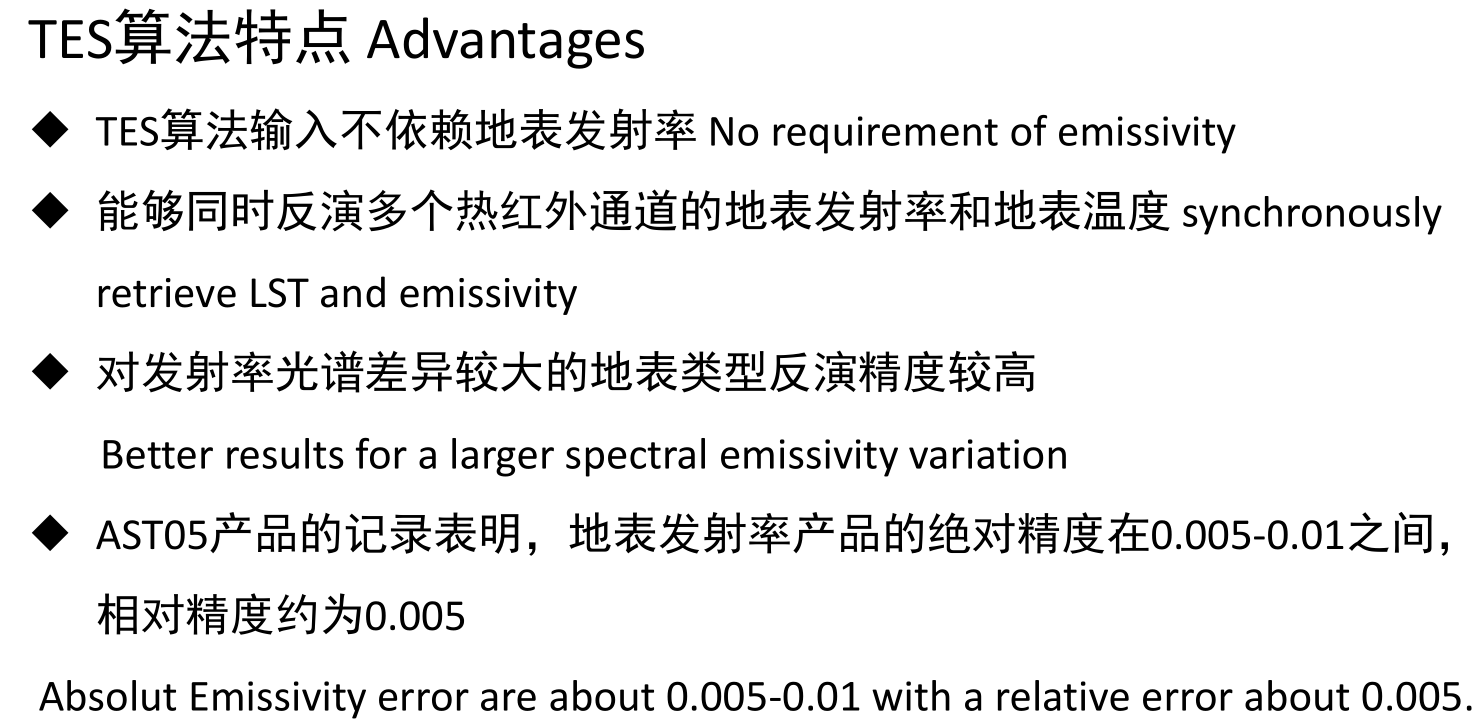 TES算法特点 Advantages
◆ TES算法输入不依赖地表发射率 No requirement of emissivity
◆ 能够同时反演多个热红外通道的地表发射率和地表温度 synchronously
retrieve LST and emissivity
◆ 对发射率光谱差异较大的地表类型反演精度较高
Better results for a larger spectral emissivity variation
◆ AST05产品的记录表明，地表发射率产品的绝对精度在0.005-0.01之间，
相对精度约为0.005
Absolut Emissivity error are about 0.005-0.01 with a relative error about 0.005.